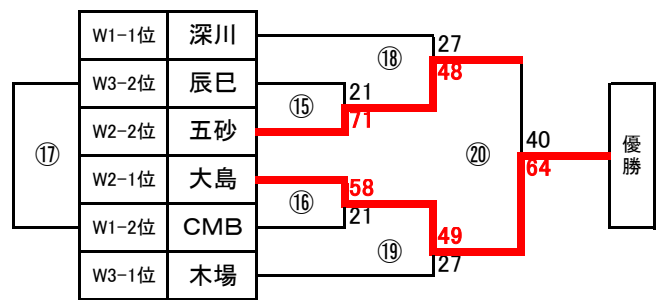 W1-1位 深川 27
⑱ 48
W3-2位 辰巳 21
⑮
W2-2位 五砂 71
⑰ ⑳ 40 優勝
64
W2-1位 大島 58
⑯
W1-2位 CMB 21 49
⑲ 27
W3-1位 木場